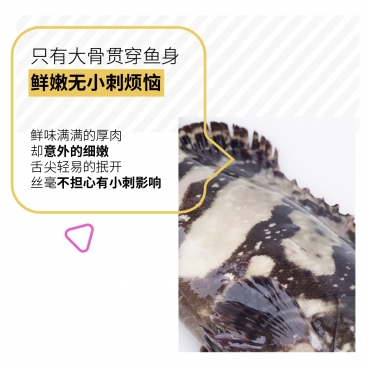 只有大骨贯穿鱼身
鲜嫩无小刺烦恼
鲜味满满的厚肉
却意外的细嫩
舌尖轻易的抿开
丝毫不担心有小刺影响